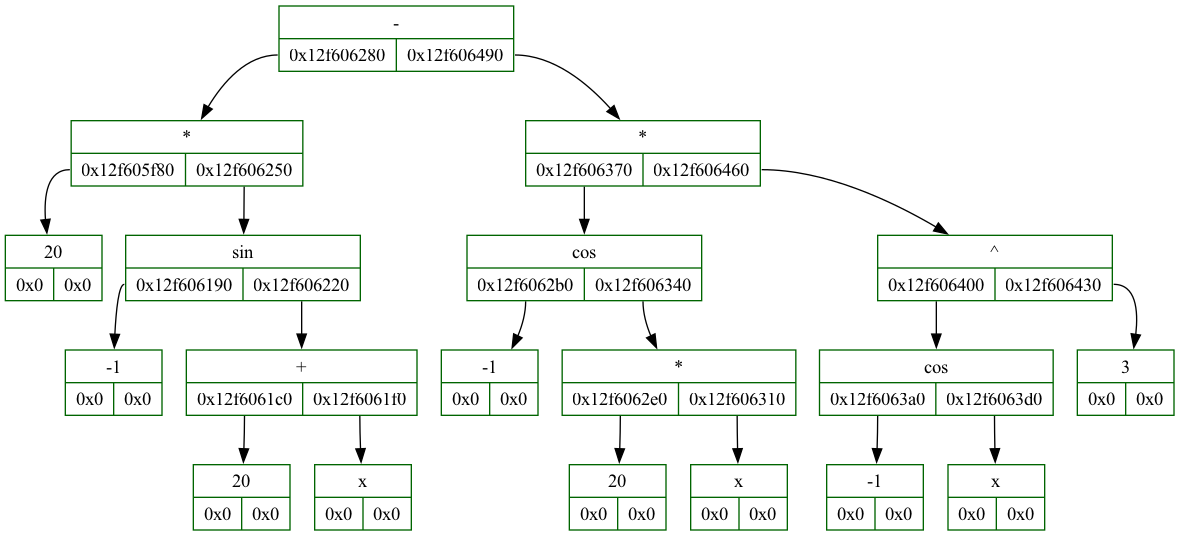 -
0x12f606280 0x12f606490
* *
0x12f605f80 0x12f606250 0x12f606370 0x12f606460
20 sin cos ^
0x0 0x0 0x12f606190 0x12f606220 0x12f6062b0 0x12f606340 0x12f606400 0x12f606430
-1 + -1 * cos 3
0x0 0x0 0x12f6061c0 0x12f6061f0 0x0 0x0 0x12f6062e0 0x12f606310 0x12f6063a0 0x12f6063d0 0x0 0x0
20 x 20 x -1 x
0x0 0x0 0x0 0x0 0x0 0x0 0x0 0x0 0x0 0x0 0x0 0x0